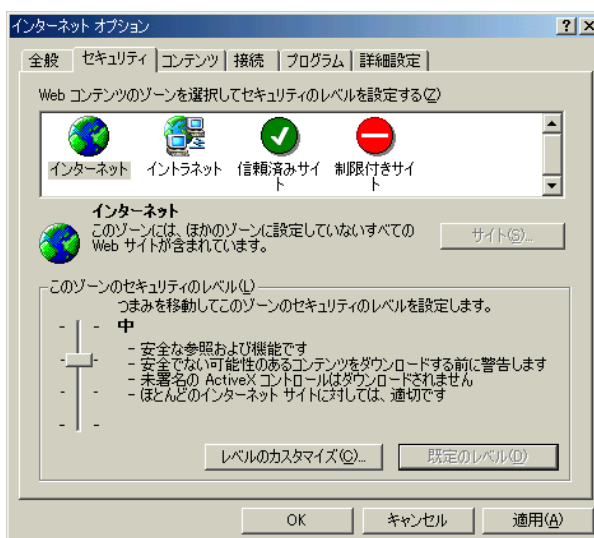 インターネット オプション
全般 セキュリティ コンテンツ 接続 プログラム 詳細設定
Web コンテンツのゾーンを選択してセキュリティのレベルを設定する(Z)
インターネット イントラネット 信頼済みサイト 制限付きサイト
インターネット
このゾーンには、ほかのゾーンに設定していないすべての
Web サイトが含まれています。
サイト(S)...
このゾーンのセキュリティのレベル(L)
つまみを移動してこのゾーンのセキュリティのレベルを設定します。
中
- 安全な参照および機能です
- 安全でない可能性のあるコンテンツをダウンロードする前に警告します
- 未署名の ActiveX コントロールはダウンロードされません
- ほとんどのインターネット サイトに対しては、適切です
レベルのカスタマイズ(C)... 既定のレベル(D)
OK キャンセル 適用(A)